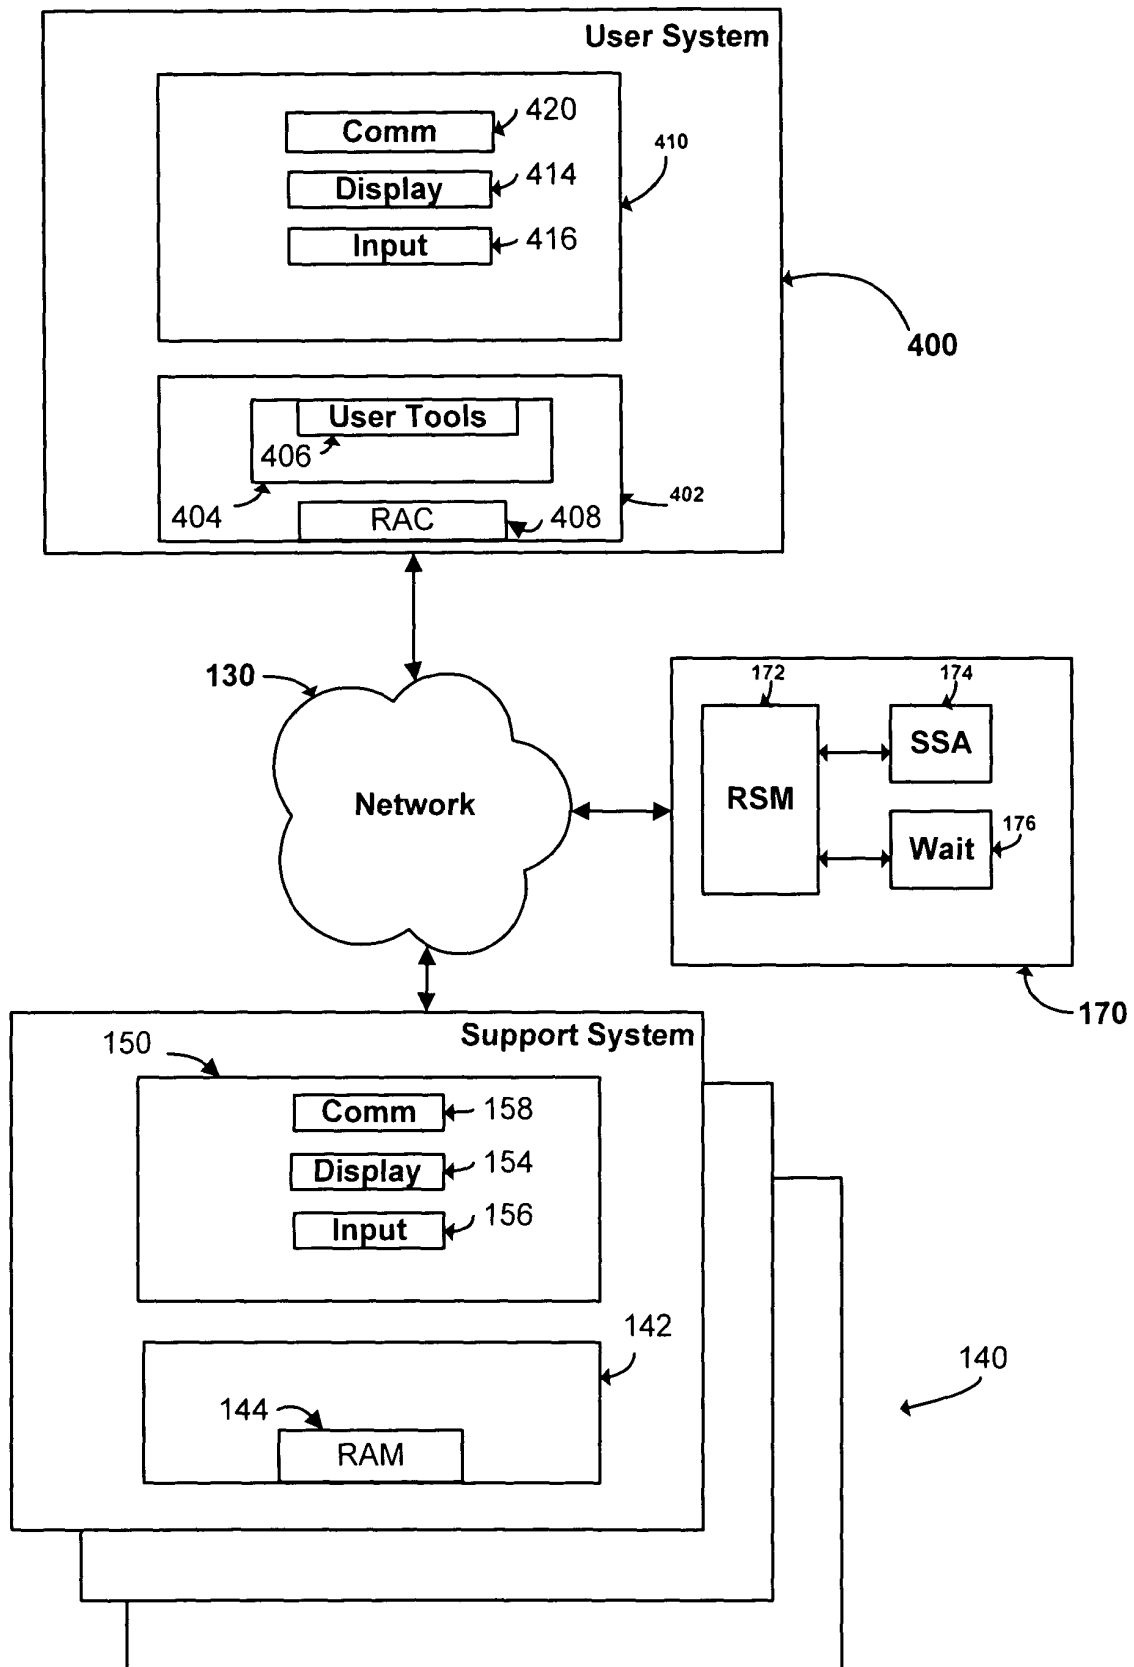 User System
Comm
420
410
Display
414
Input
416
400
User Tools
406
404
402
RAC
408
130
172
174
SSA
RSM
Network
Wait
176
170
Support System
150
Comm
158
Display
154
Input
156
142
140
144
RAM